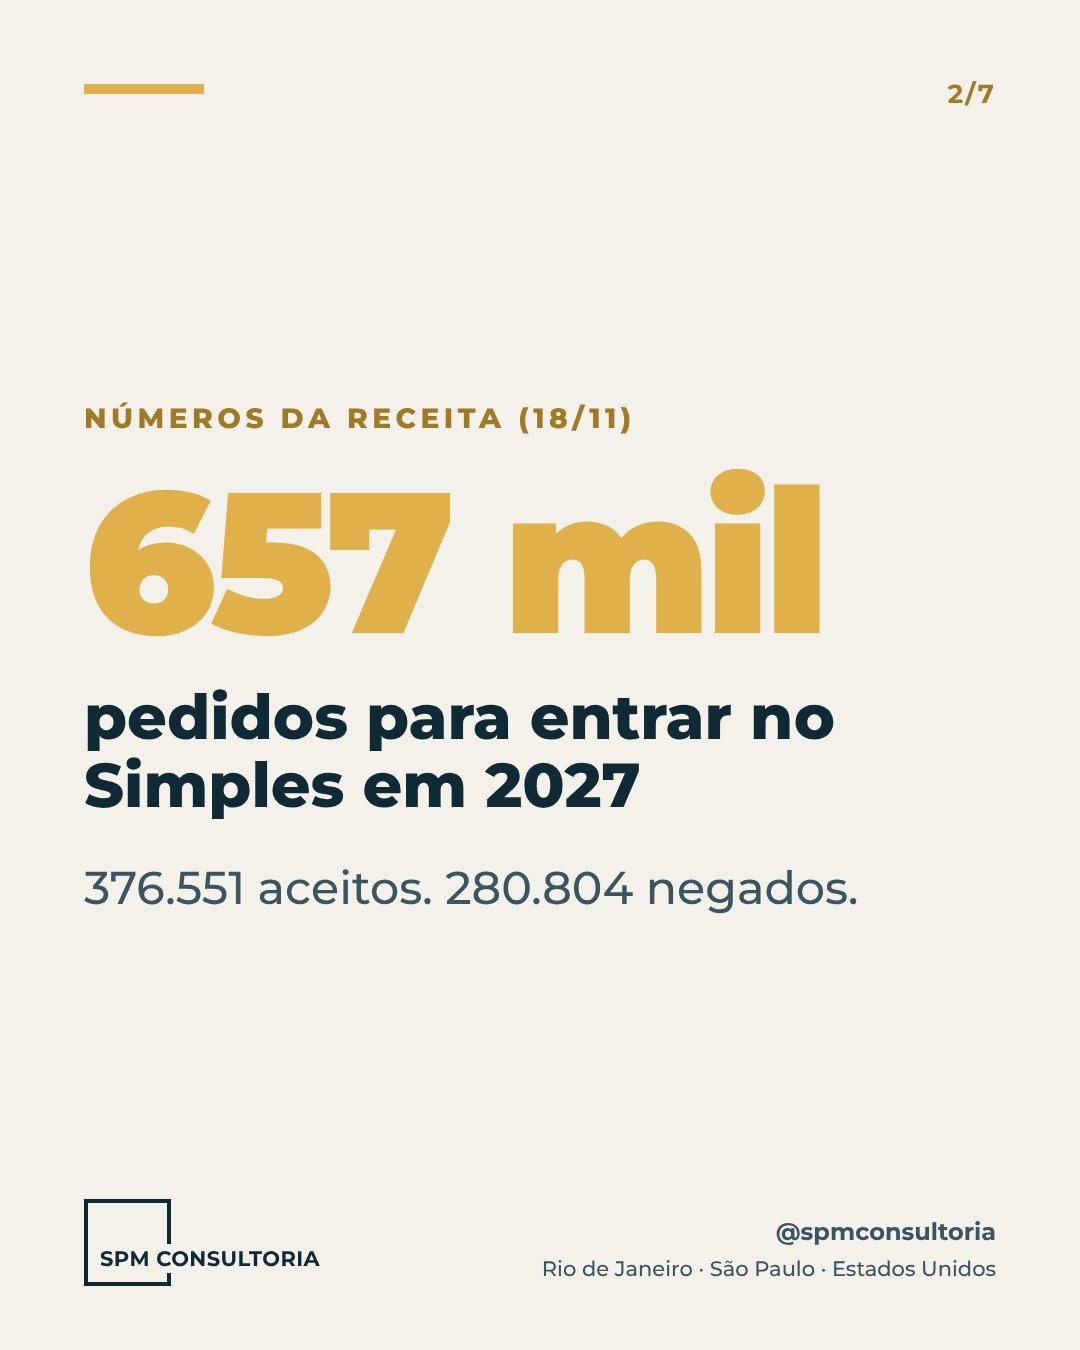 2/7
NÚMEROS DA RECEITA (18/11)
657 mil
pedidos para entrar no
Simples em 2027
376.551 aceitos. 280.804 negados.
SPM CONSULTORIA
@spmconsultoria
Rio de Janeiro · São Paulo · Estados Unidos